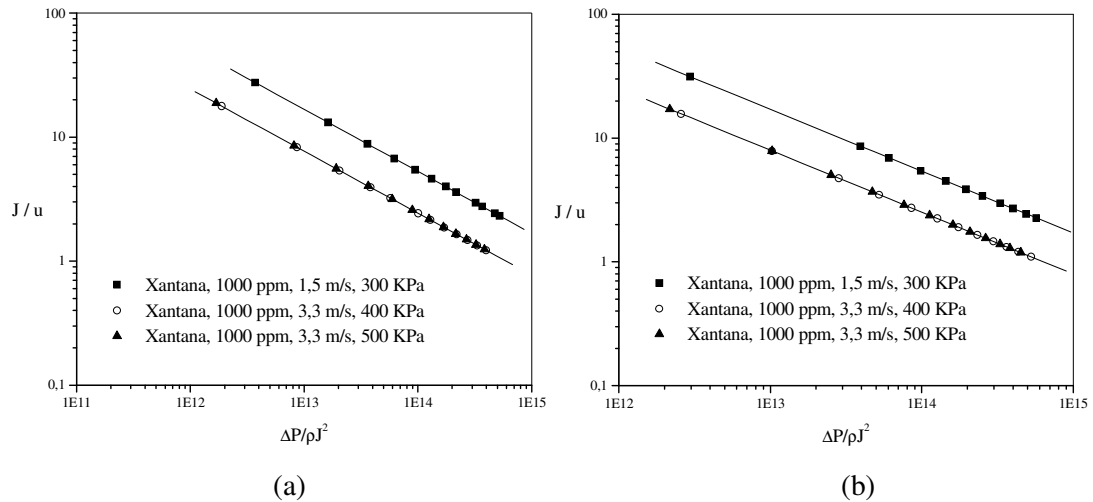 100
10
1
0,1
J / u
Xantana, 1000 ppm, 1,5 m/s, 300 KPa
Xantana, 1000 ppm, 3,3 m/s, 400 KPa
Xantana, 1000 ppm, 3,3 m/s, 500 KPa
1E11 1E12 1E13 1E14 1E15
ΔP/ρJ²
(a)
100
10
1
0,1
J / u
Xantana, 1000 ppm, 1,5 m/s, 300 KPa
Xantana, 1000 ppm, 3,3 m/s, 400 KPa
Xantana, 1000 ppm, 3,3 m/s, 500 KPa
1E12 1E13 1E14 1E15
ΔP/ρJ²
(b)